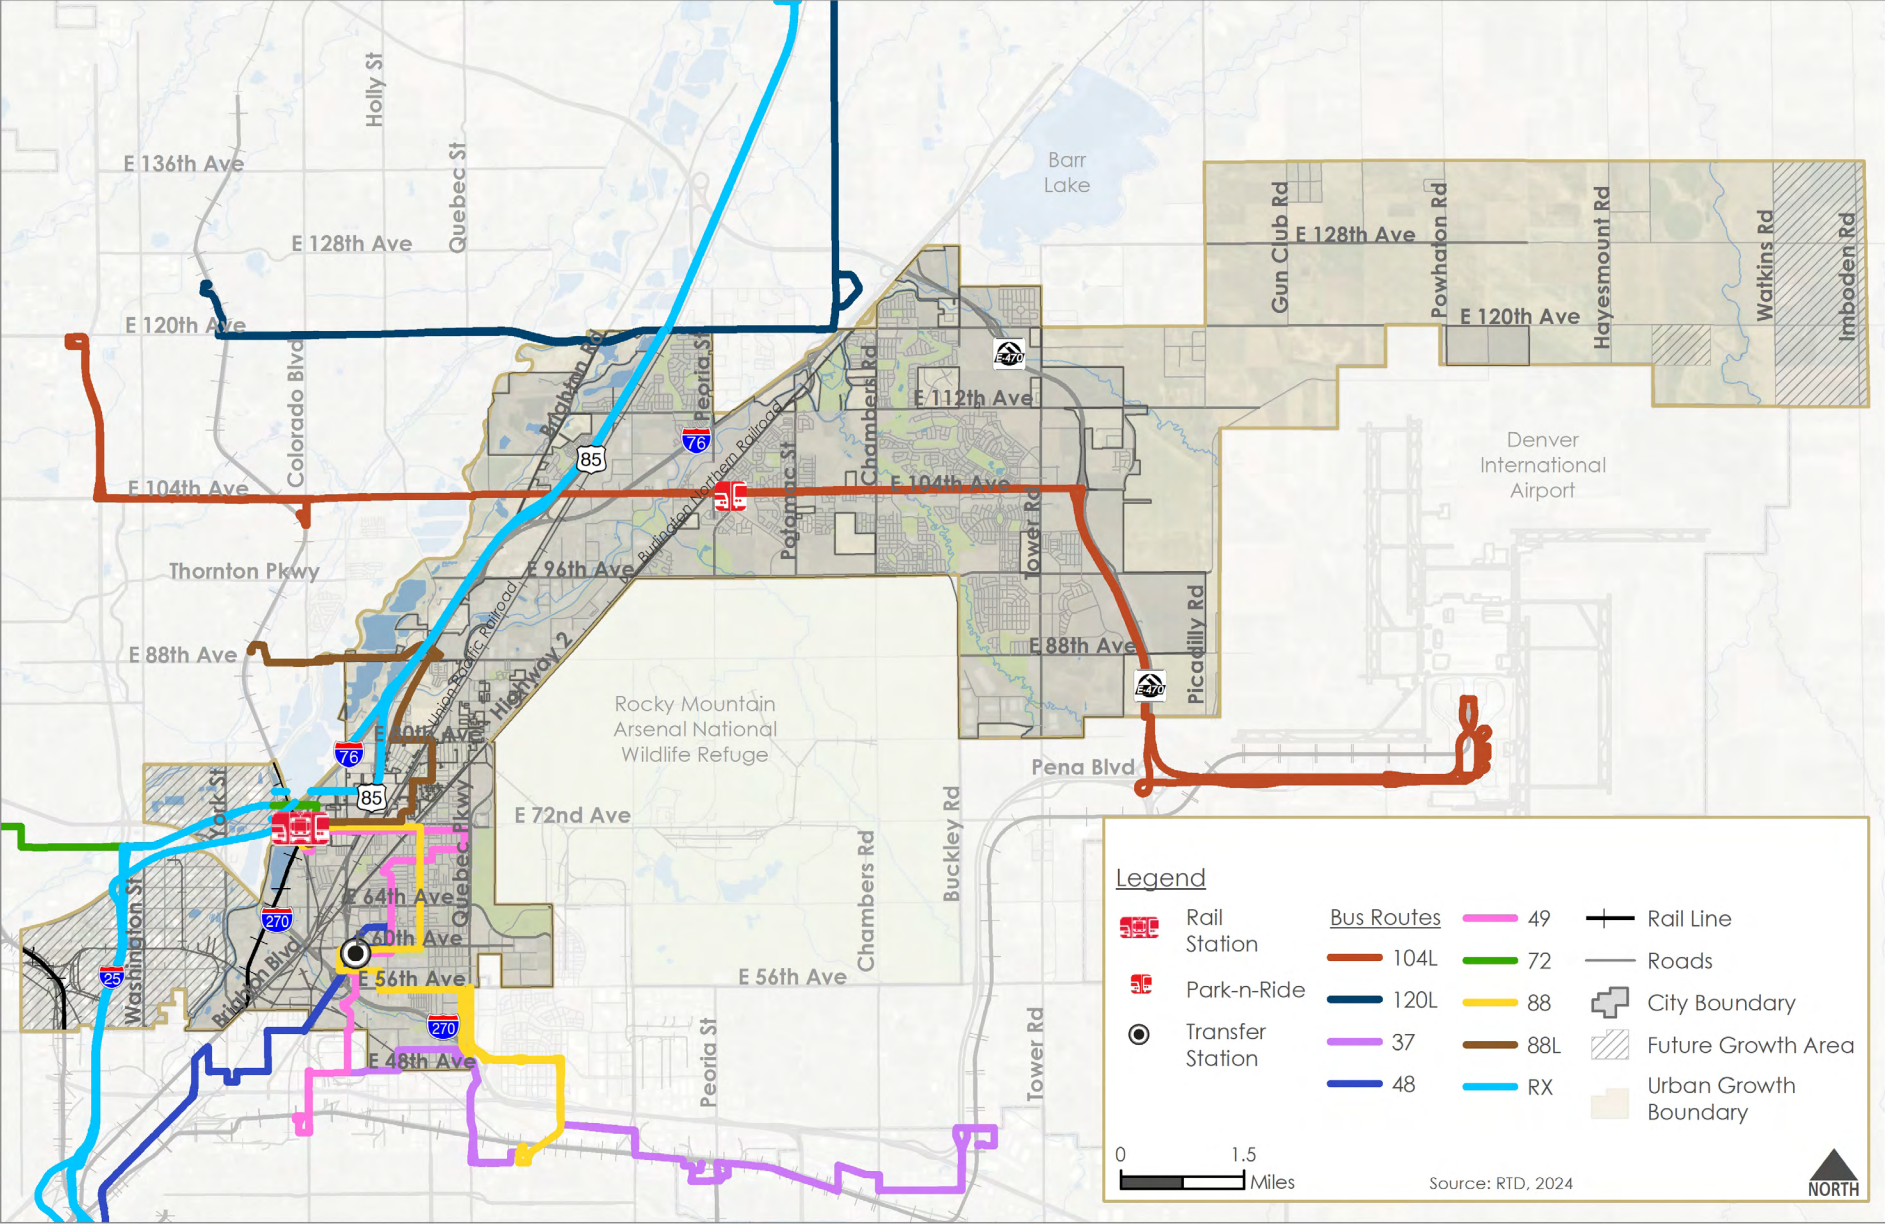 Holly St
Quebec St
E 136th Ave
E 128th Ave
E 120th Ave
Colorado Blvd
E 104th Ave
Thornton Pkwy
E 88th Ave
Barr
Lake
Gun Club Rd
E 128th Ave
Powhaton Rd
Hayesmount Rd
Watkins Rd
Imboden Rd
E 120th Ave
E-470
Brighton Rd
Peoria St
76
85
Burlington Northern Railroad
Potomac St
Chambers Rd
E 112th Ave
E 104th Ave
Tower Rd
Denver
International
Airport
E 96th Ave
Union Pacific Railroad
Highway 2
E 88th Ave
Picadilly Rd
E-470
Rocky Mountain
Arsenal National
Wildlife Refuge
E 80th Ave
76
85
York St
Pena Blvd
E 72nd Ave
Quebec Pkwy
Chambers Rd
Buckley Rd
E 64th Ave
E 60th Ave
270
Washington St
25
Brighton Blvd
E 56th Ave
E 56th Ave
270
E 48th Ave
Peoria St
Tower Rd
Legend
Rail
Station
Park-n-Ride
Transfer
Station
Bus Routes
104L
120L
37
48
49
72
88
88L
RX
Rail Line
Roads
City Boundary
Future Growth Area
Urban Growth
Boundary
0 1.5
Miles
Source: RTD, 2024
NORTH